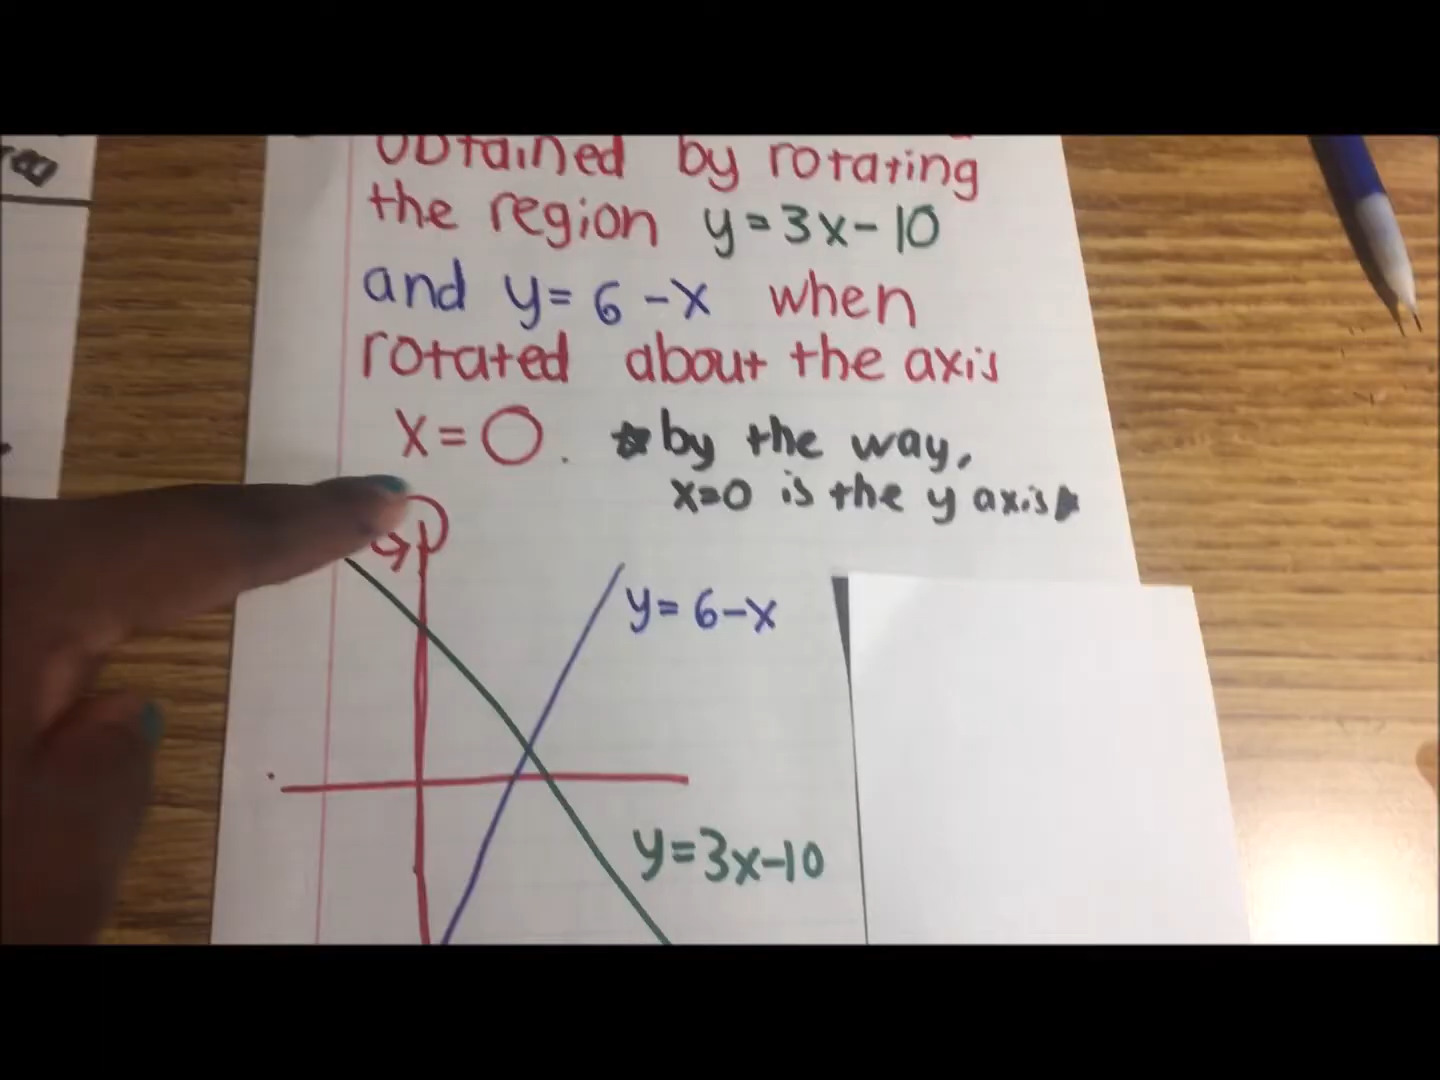 obtained by rotating
the region y=3x-10
and y=6-x when
rotated about the axis
x=0. by the way,
x=0 is the y axis
y=6-x
y=3x-10